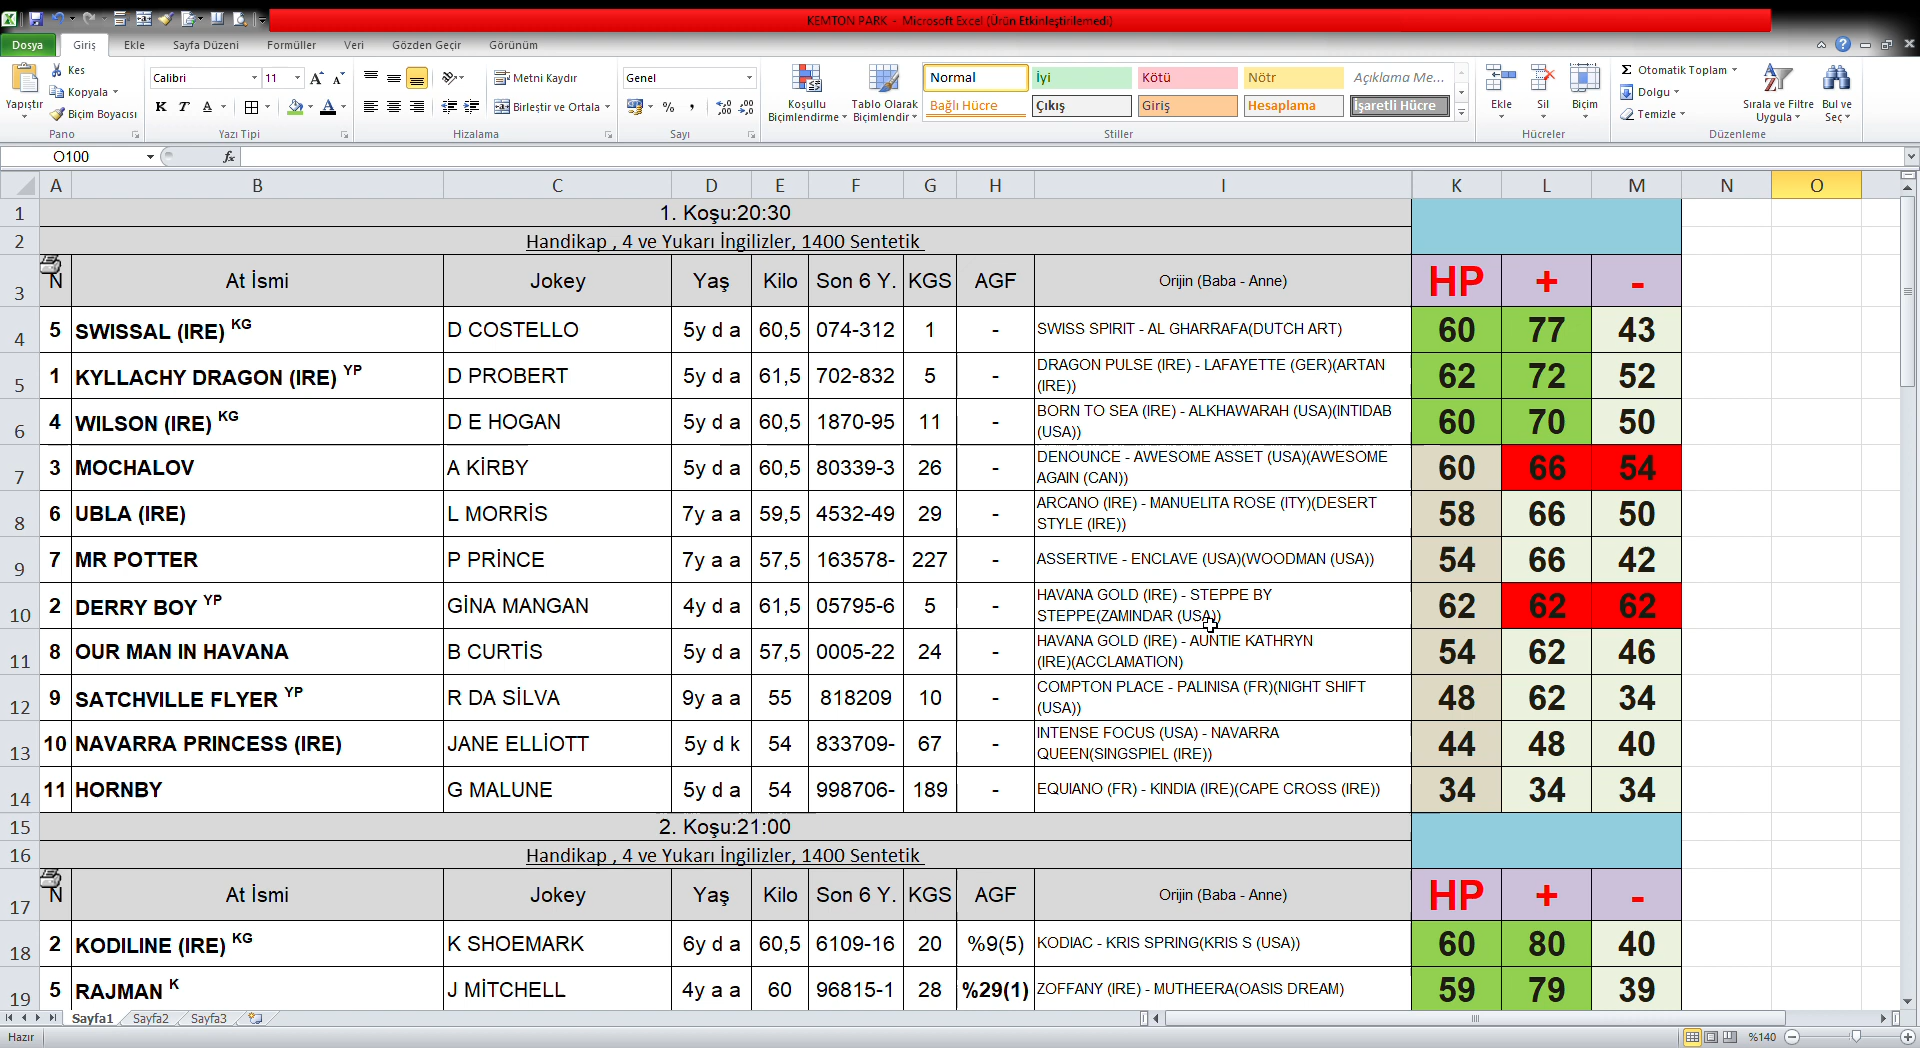 KEMTON PARK - Microsoft Excel (Ürün Etkinleştirilemedi)
Dosya Giriş Ekle Sayfa Düzeni Formüller Veri Gözden Geçir Görünüm
Yapıştır Kes Kopyala Biçim Boyacısı Pano
Calibri 11 K T A Yazı Tipi
Metni Kaydır Birleştir ve Ortala Hizalama
Genel % , Sayı
Koşullu Biçimlendirme Tablo Olarak Biçimlendir
Normal İyi Kötü Nötr Açıklama Me...
Bağlı Hücre Çıkış Giriş Hesaplama İşaretli Hücre
Stiller
Ekle Sil Biçim Hücreler
Σ Otomatik Toplam Dolgu Temizle Sırala ve Filtre Uygula Bul ve Seç Düzenleme
O100 fx
A B C D E F G H I K L M N O
1 1. Koşu:20:30
2 Handikap , 4 ve Yukarı İngilizler, 1400 Sentetik
3 N At İsmi Jokey Yaş Kilo Son 6 Y. KGS AGF Orijin (Baba - Anne) HP + -
4 5 SWISSAL (IRE) KG D COSTELLO 5y d a 60,5 074-312 1 - SWISS SPIRIT - AL GHARRAFA(DUTCH ART) 60 77 43
5 1 KYLLACHY DRAGON (IRE) YP D PROBERT 5y d a 61,5 702-832 5 - DRAGON PULSE (IRE) - LAFAYETTE (GER)(ARTAN (IRE)) 62 72 52
6 4 WILSON (IRE) KG D E HOGAN 5y d a 60,5 1870-95 11 - BORN TO SEA (IRE) - ALKHAWARAH (USA)(INTIDAB (USA)) 60 70 50
7 3 MOCHALOV A KİRBY 5y d a 60,5 80339-3 26 - DENOUNCE - AWESOME ASSET (USA)(AWESOME AGAIN (CAN)) 60 66 54
8 6 UBLA (IRE) L MORRİS 7y a a 59,5 4532-49 29 - ARCANO (IRE) - MANUELITA ROSE (ITY)(DESERT STYLE (IRE)) 58 66 50
9 7 MR POTTER P PRİNCE 7y a a 57,5 163578- 227 - ASSERTIVE - ENCLAVE (USA)(WOODMAN (USA)) 54 66 42
10 2 DERRY BOY YP GİNA MANGAN 4y d a 61,5 05795-6 5 - HAVANA GOLD (IRE) - STEPPE BY STEPPE(ZAMINDAR (USA)) 62 62 62
11 8 OUR MAN IN HAVANA B CURTİS 5y d a 57,5 0005-22 24 - HAVANA GOLD (IRE) - AUNTIE KATHRYN (IRE)(ACCLAMATION) 54 62 46
12 9 SATCHVILLE FLYER YP R DA SİLVA 9y a a 55 818209 10 - COMPTON PLACE - PALINISA (FR)(NIGHT SHIFT (USA)) 48 62 34
13 10 NAVARRA PRINCESS (IRE) JANE ELLİOTT 5y d k 54 833709- 67 - INTENSE FOCUS (USA) - NAVARRA QUEEN(SINGSPIEL (IRE)) 44 48 40
14 11 HORNBY G MALUNE 5y d a 54 998706- 189 - EQUIANO (FR) - KINDIA (IRE)(CAPE CROSS (IRE)) 34 34 34
15 2. Koşu:21:00
16 Handikap , 4 ve Yukarı İngilizler, 1400 Sentetik
17 N At İsmi Jokey Yaş Kilo Son 6 Y. KGS AGF Orijin (Baba - Anne) HP + -
18 2 KODILINE (IRE) KG K SHOEMARK 6y d a 60,5 6109-16 20 %9(5) KODIAC - KRIS SPRING(KRIS S (USA)) 60 80 40
19 5 RAJMAN K J MİTCHELL 4y a a 60 96815-1 28 %29(1) ZOFFANY (IRE) - MUTHEERA(OASIS DREAM) 59 79 39
Sayfa1 Sayfa2 Sayfa3
Hazır %140